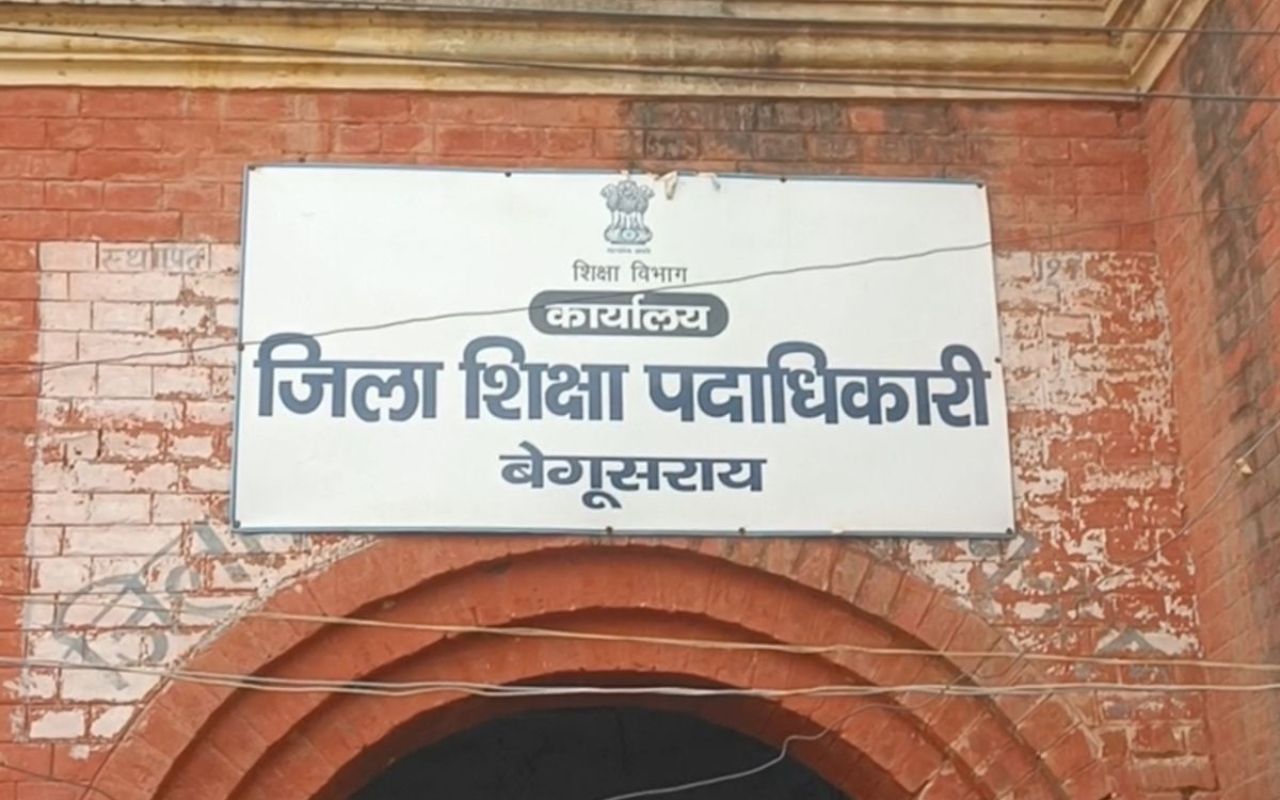 शिक्षा विभाग
कार्यालय
जिला शिक्षा पदाधिकारी
बेगूसराय
स्थापित